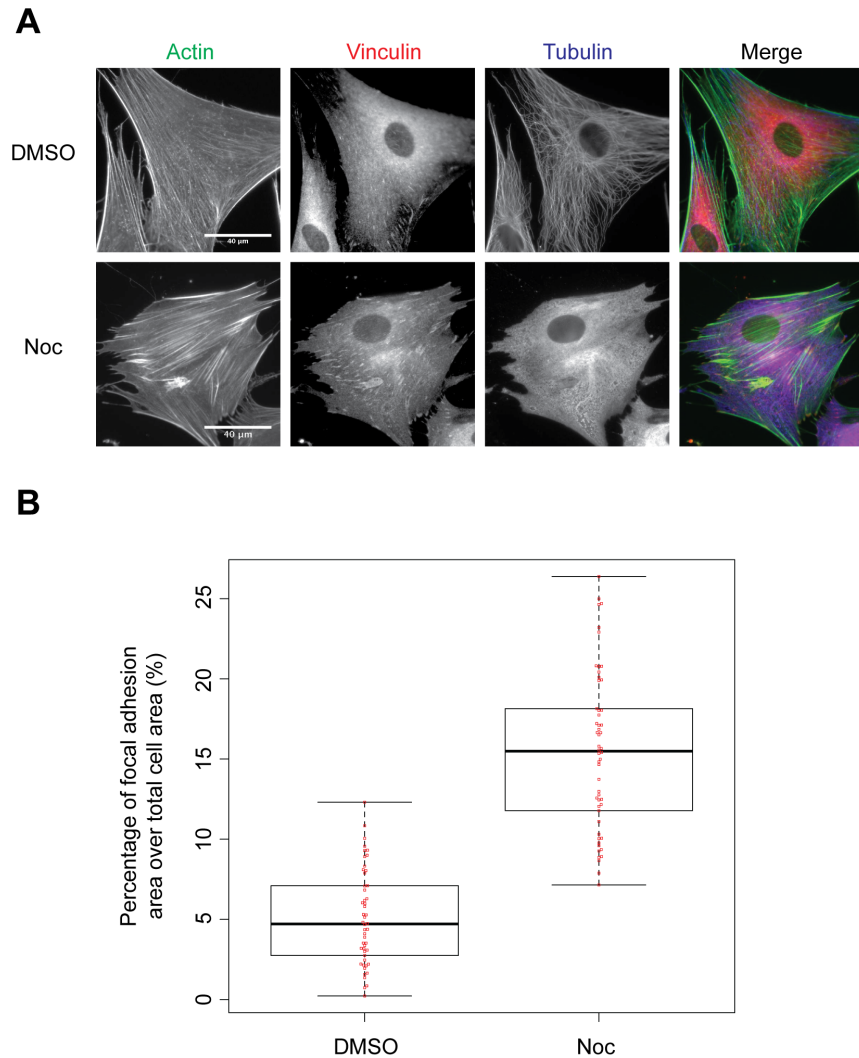 A
Actin Vinculin Tubulin Merge
DMSO
40 µm
Noc
40 µm
B
Percentage of focal adhesion
area over total cell area (%)
25
20
15
10
5
0
DMSO Noc